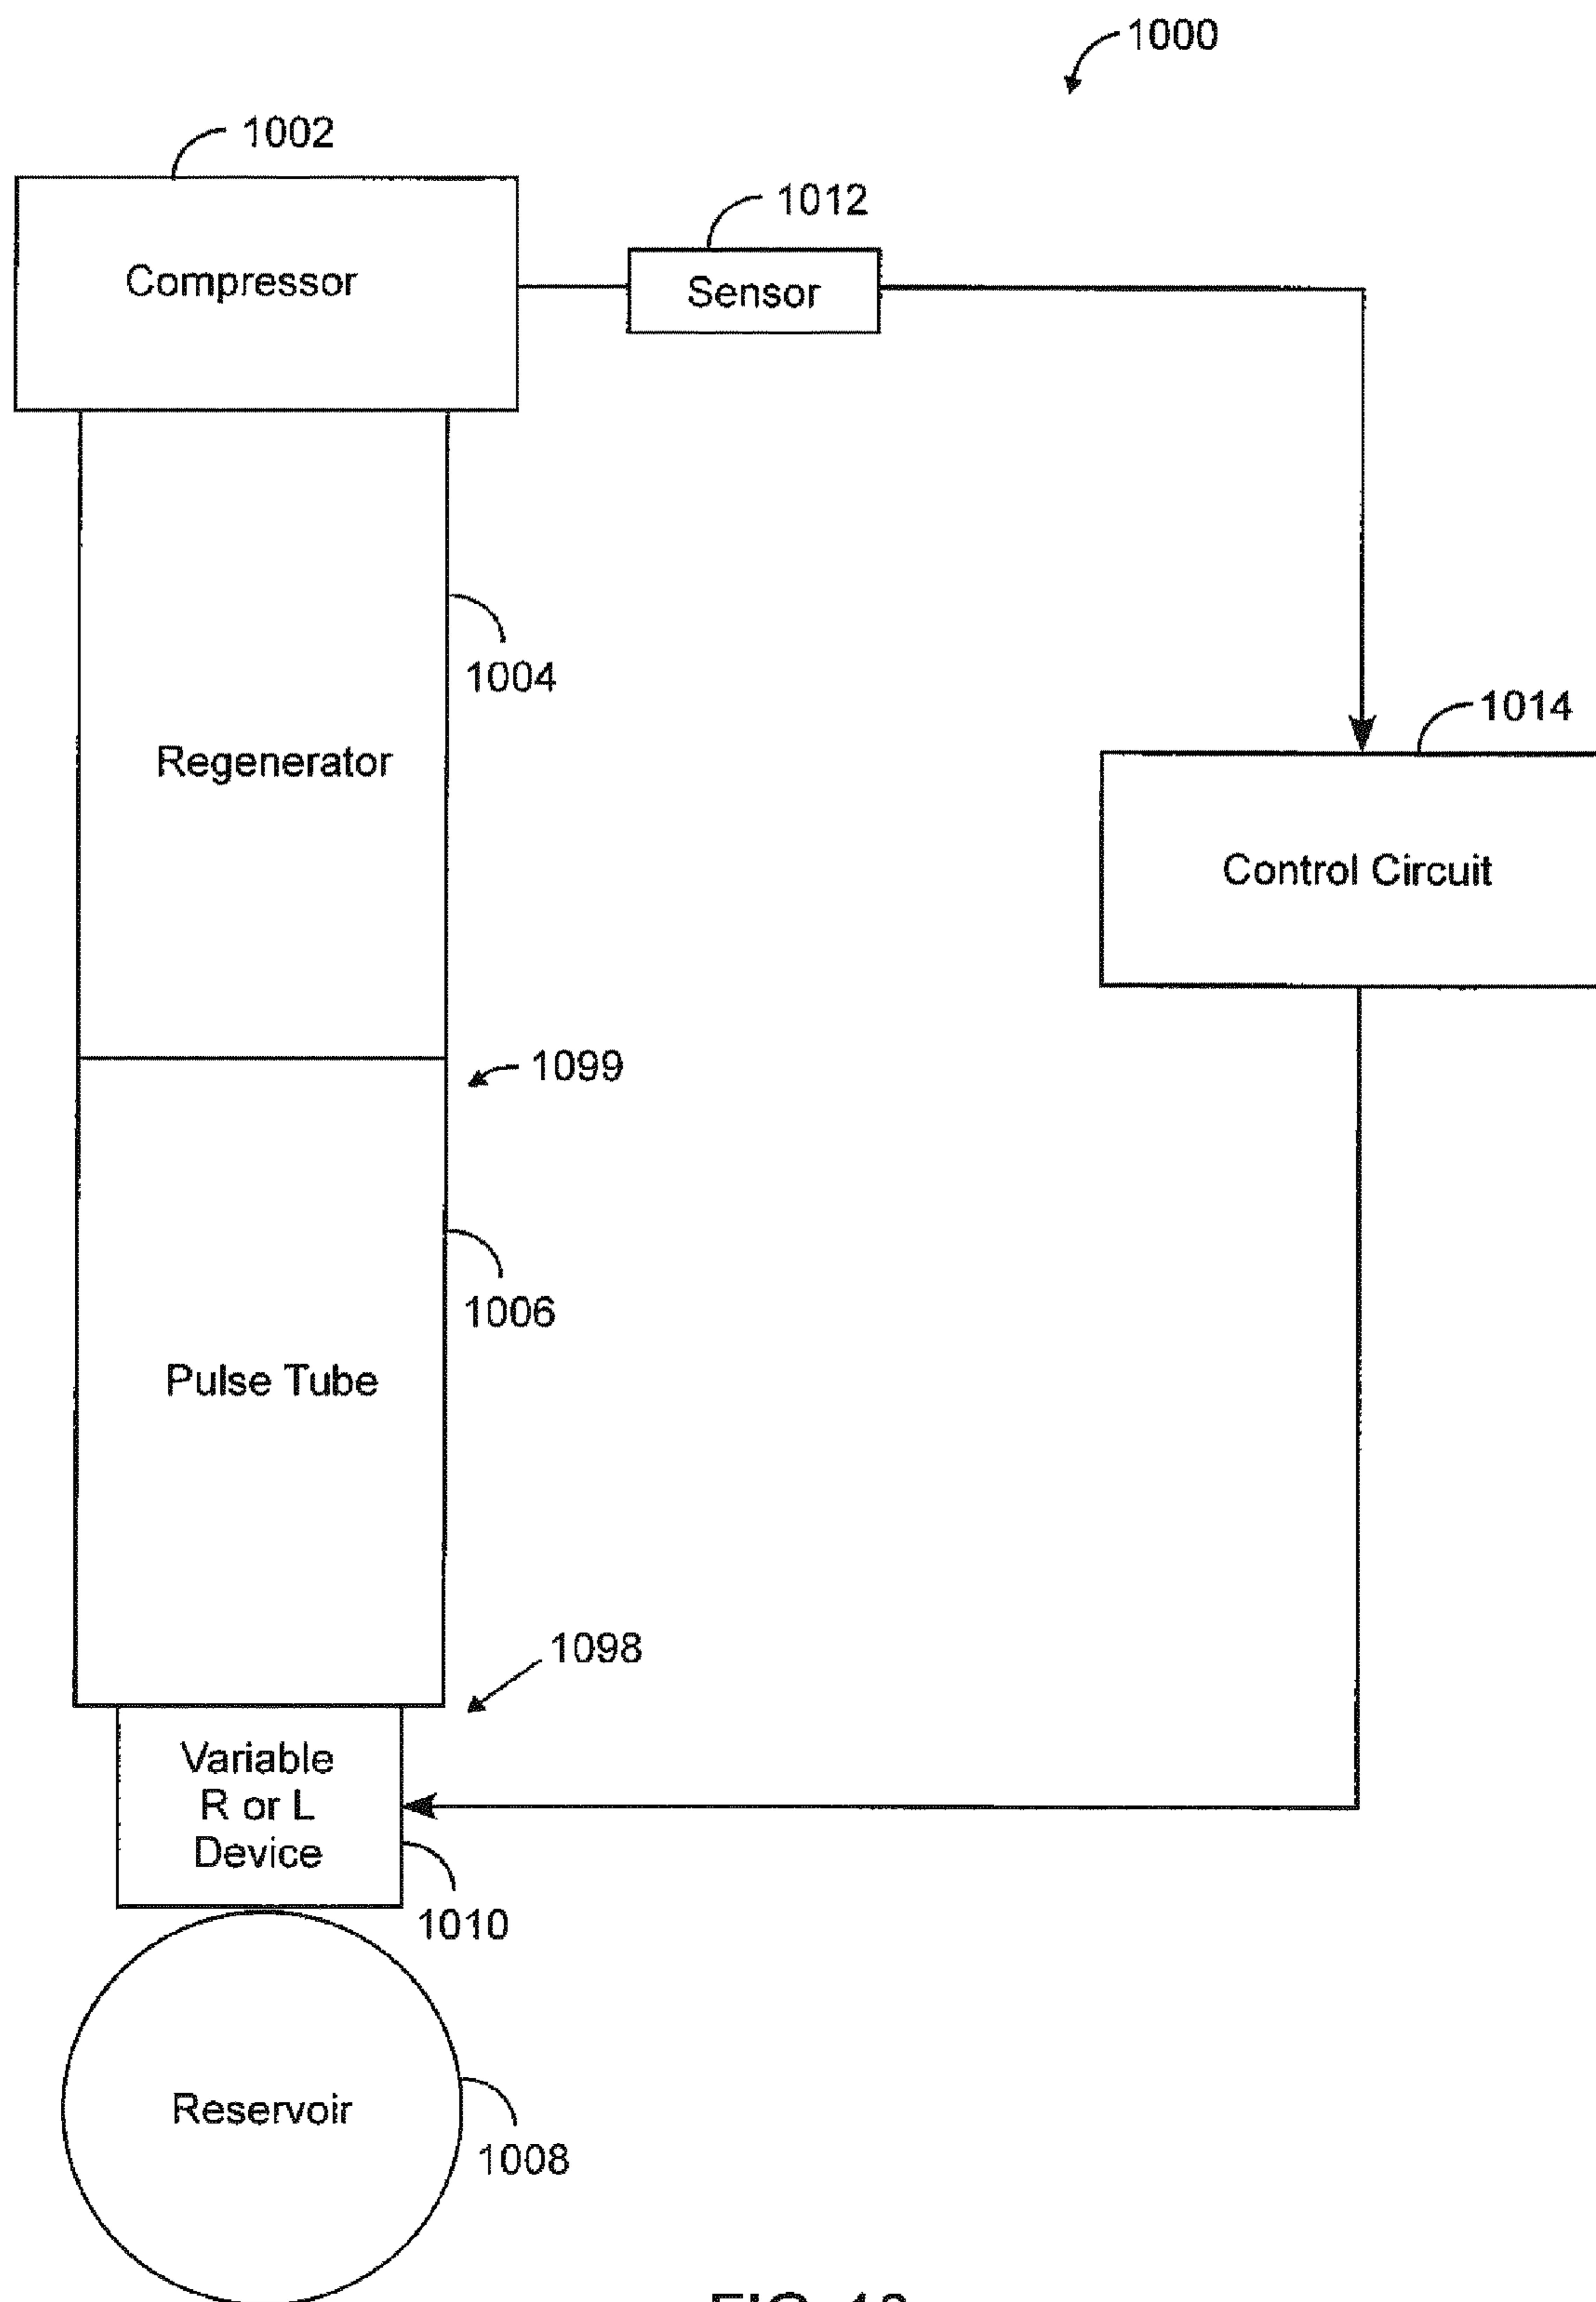 1000
1002
1012
Compressor
Sensor
1004
1014
Regenerator
Control Circuit
1099
1006
Pulse Tube
1098
Variable
R or L
Device
1010
Reservoir
1008